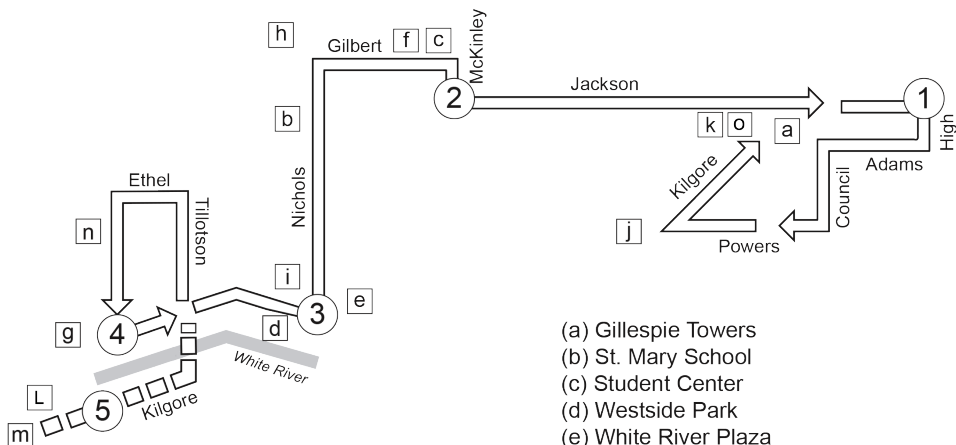 h
Gilbert
f
c
McKinley
Jackson
2
1
b
k
o
a
High
Adams
Kilgore
Council
Ethel
Tillotson
Nichols
n
j
Powers
i
e
3
d
g
4
White River
5
Kilgore
L
m
(a) Gillespie Towers
(b) St. Mary School
(c) Student Center
(d) Westside Park
(e) White River Plaza